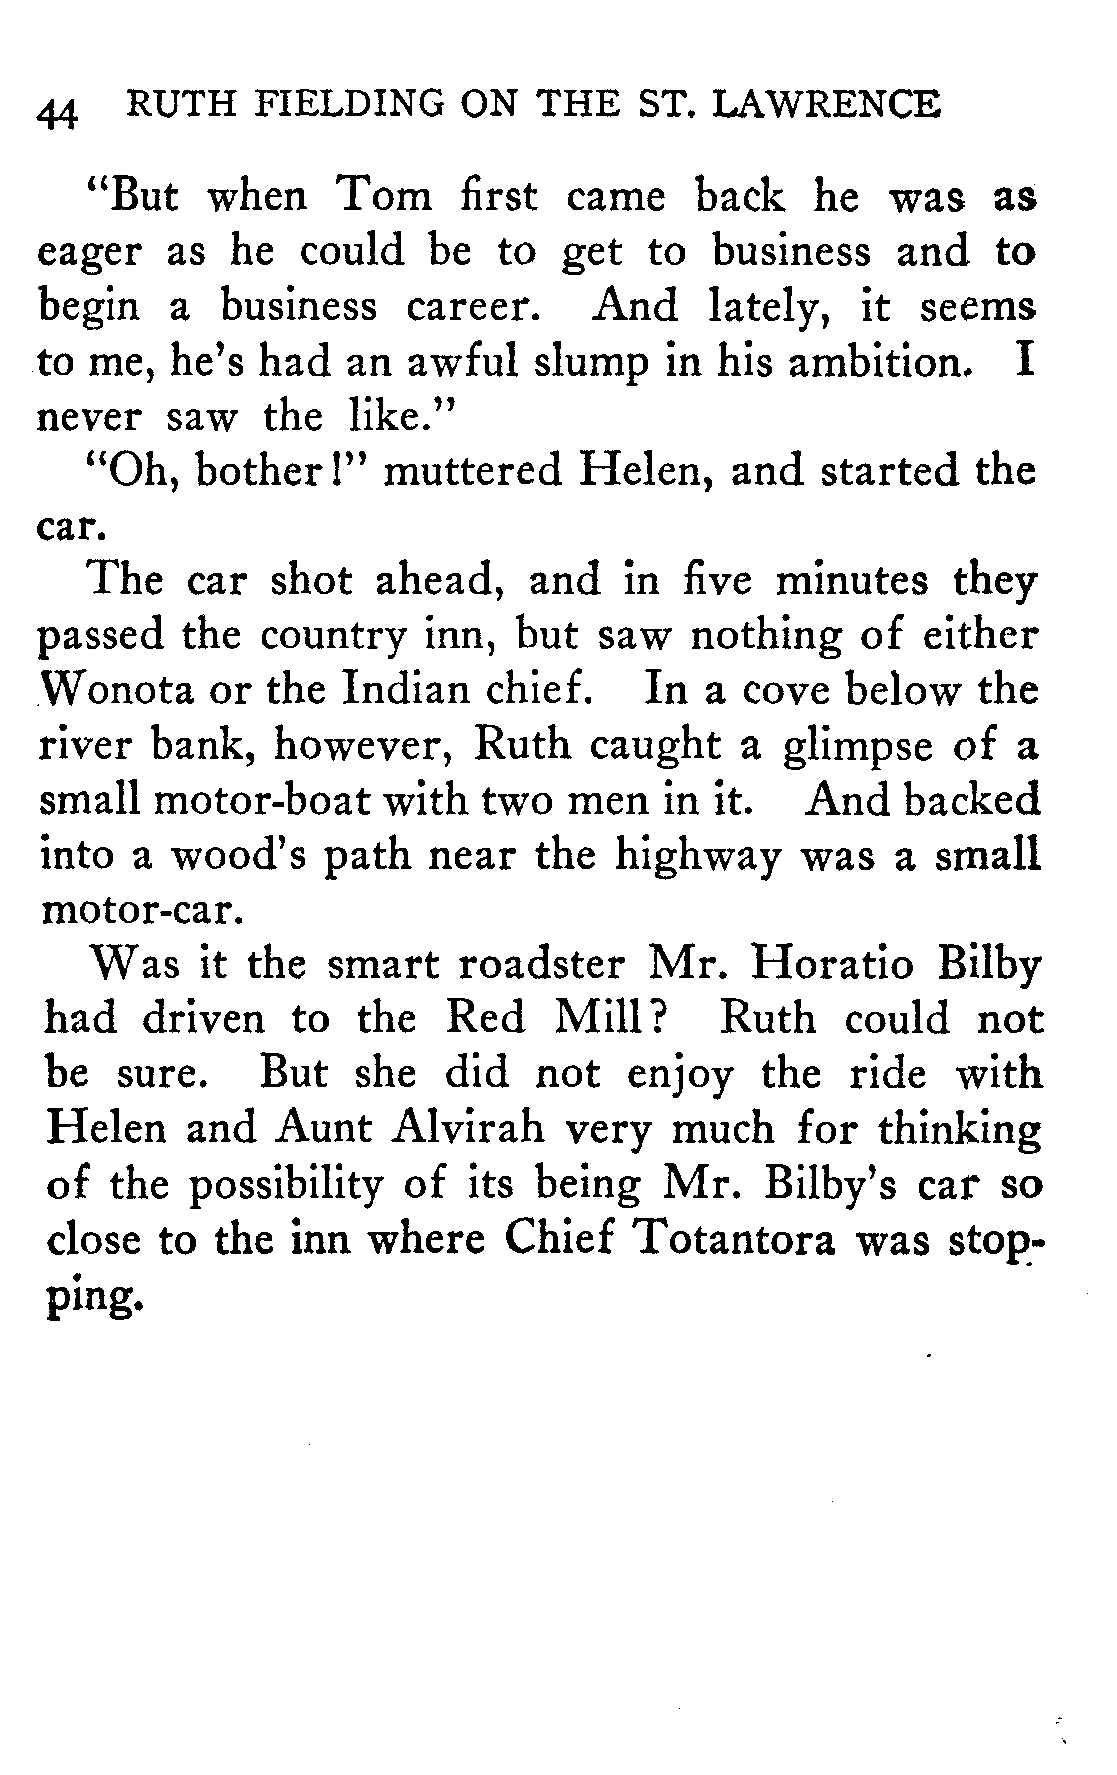 44 RUTH FIELDING ON THE ST. LAWRENCE
"But when Tom first came back he was as
eager as he could be to get to business and to
begin a business career. And lately, it seems
to me, he's had an awful slump in his ambition. I
never saw the like."
"Oh, bother!" muttered Helen, and started the
car.
The car shot ahead, and in five minutes they
passed the country inn, but saw nothing of either
Wonota or the Indian chief. In a cove below the
river bank, however, Ruth caught a glimpse of a
small motor-boat with two men in it. And backed
into a wood's path near the highway was a small
motor-car.
Was it the smart roadster Mr. Horatio Bilby
had driven to the Red Mill? Ruth could not
be sure. But she did not enjoy the ride with
Helen and Aunt Alvirah very much for thinking
of the possibility of its being Mr. Bilby's car so
close to the inn where Chief Totantora was stop-
ping.